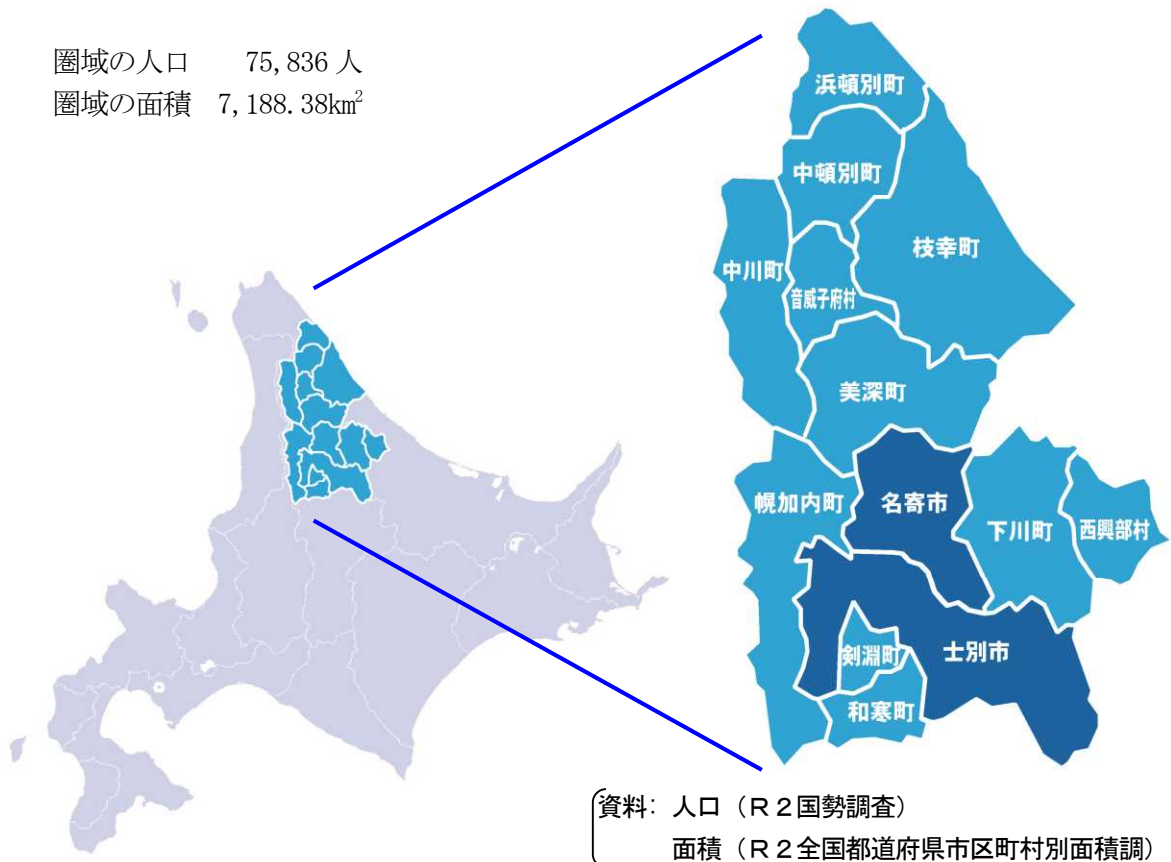 圏域の人口 75,836 人
圏域の面積 7,188.38km²
浜頓別町
中頓別町
枝幸町
中川町
音威子府村
美深町
幌加内町
名寄市
下川町
西興部村
剣淵町
士別市
和寒町
資料: 人口（Ｒ２国勢調査）
面積（Ｒ２全国都道府県市区町村別面積調）